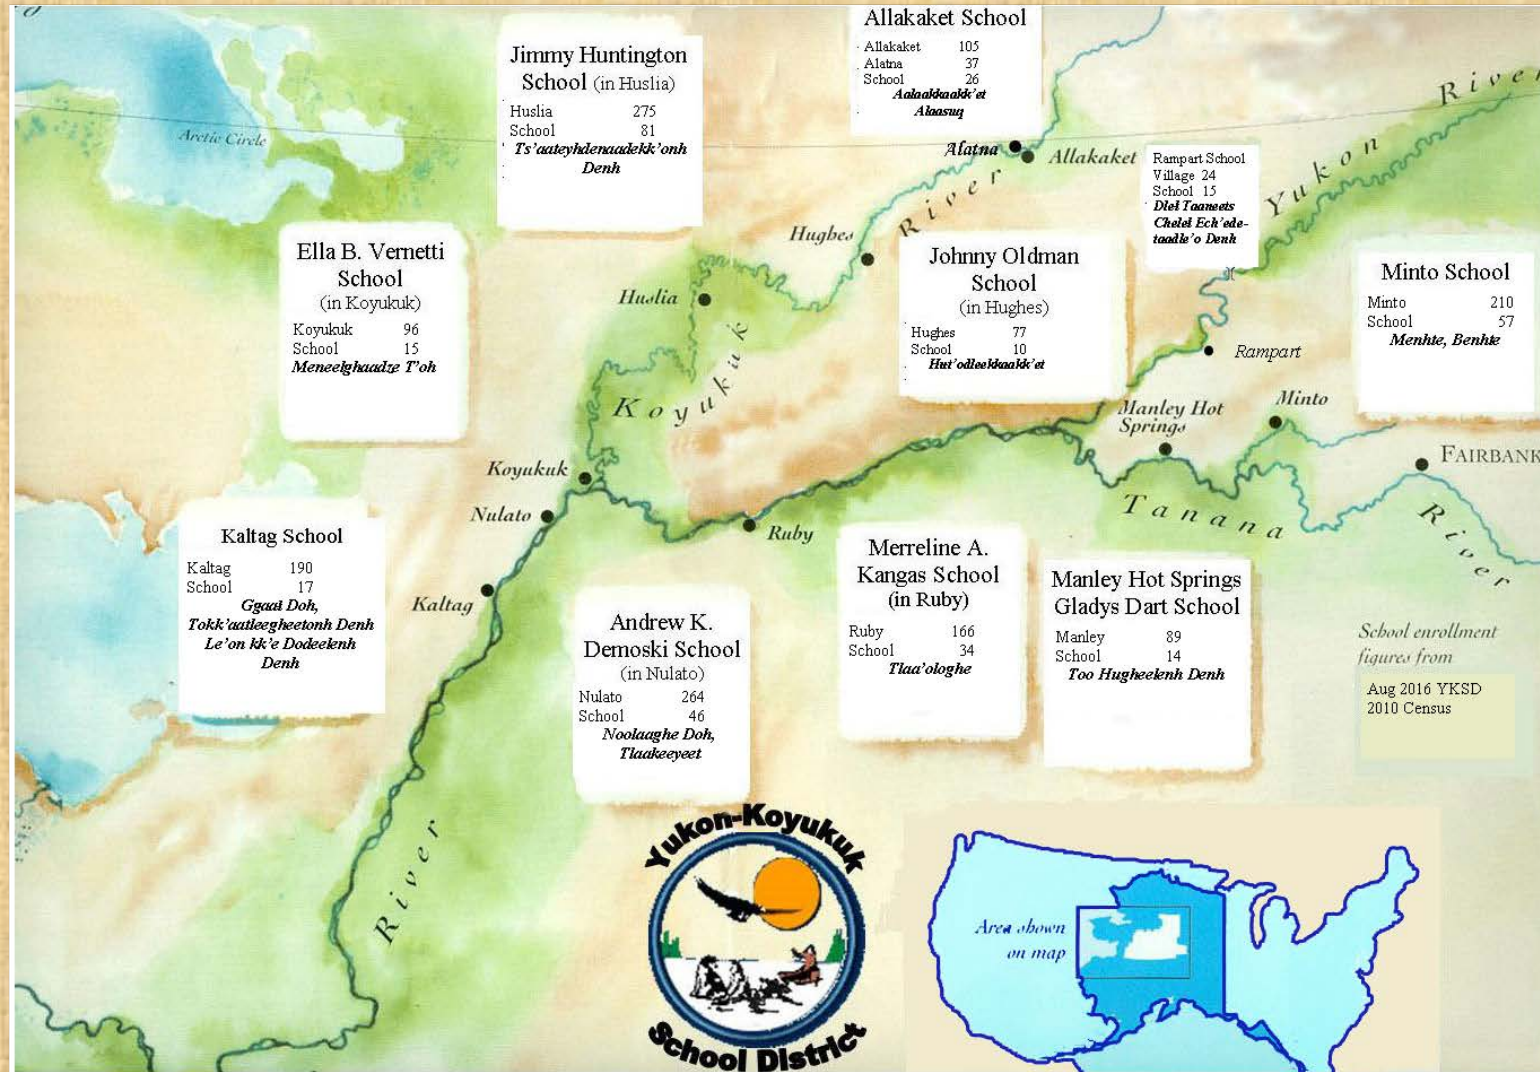 Allakaket School
Allakaket 105
Alatna 37
School 26
Aalaakkaakk'et
Alaasuq
Jimmy Huntington
School (in Huslia)
Huslia 275
School 81
Ts'aateyhdenaadekk'onh
Denh
Arctic Circle
Alatna
Allakaket
Rampart School
Village 24
School 15
Dlel Taaneets
Chelel Ech'ede-
taadle'o Denh
Yukon River
Hughes
River
Ella B. Vernetti
School
(in Koyukuk)
Koyukuk 96
School 15
Meneelghaadze T'oh
Johnny Oldman
School
(in Hughes)
Hughes 77
School 10
Hut'odleekkaakk'et
Minto School
Minto 210
School 57
Menhte, Benhte
Huslia
Koyukuk
Rampart
Manley Hot
Springs
Minto
FAIRBANK
Koyukuk
Nulato
Ruby
Tanana
River
Kaltag School
Kaltag 190
School 17
Ggaał Doh,
Tokk'aatleegheetonh Denh
Le'on kk'e Dodeelenh
Denh
Kaltag
Andrew K.
Demoski School
(in Nulato)
Nulato 264
School 46
Noolaaghe Doh,
Tlaakeeyeet
Merreline A.
Kangas School
(in Ruby)
Ruby 166
School 34
Tlaa'ologhe
Manley Hot Springs
Gladys Dart School
Manley 89
School 14
Too Hugheelenh Denh
School enrollment
figures from
Aug 2016 YKSD
2010 Census
River
Yukon-Koyukuk
School District
Area shown
on map